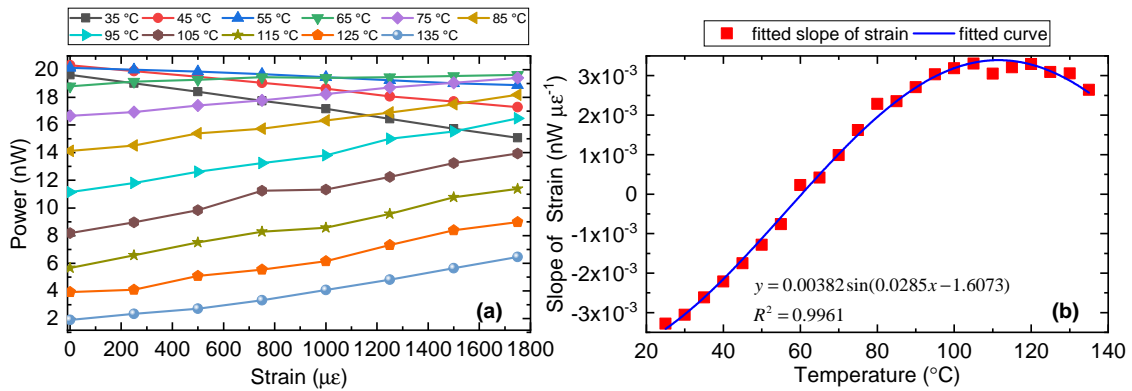 35 °C 45 °C 55 °C 65 °C 75 °C 85 °C
95 °C 105 °C 115 °C 125 °C 135 °C
20
18
16
14
12
10
8
6
4
2
Power (nW)
(a)
0 200 400 600 800 1000 1200 1400 1600 1800
Strain (με)
fitted slope of strain fitted curve
3x10⁻³
2x10⁻³
1x10⁻³
0
-1x10⁻³
-2x10⁻³
-3x10⁻³
Slope of Strain (nW με⁻¹)
y = 0.00382 sin(0.0285x − 1.6073)
R² = 0.9961
(b)
20 40 60 80 100 120 140
Temperature (°C)